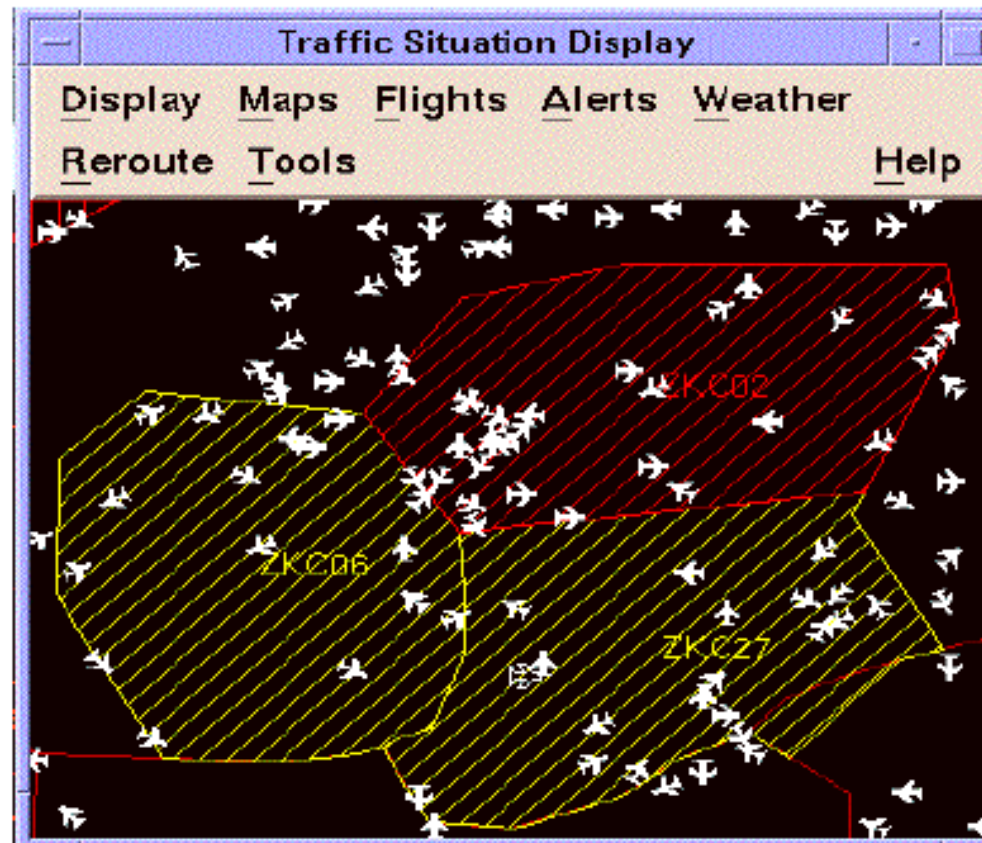 Traffic Situation Display
Display Maps Flights Alerts Weather
Reroute Tools Help
ZKC02
ZKC06
ZKC27